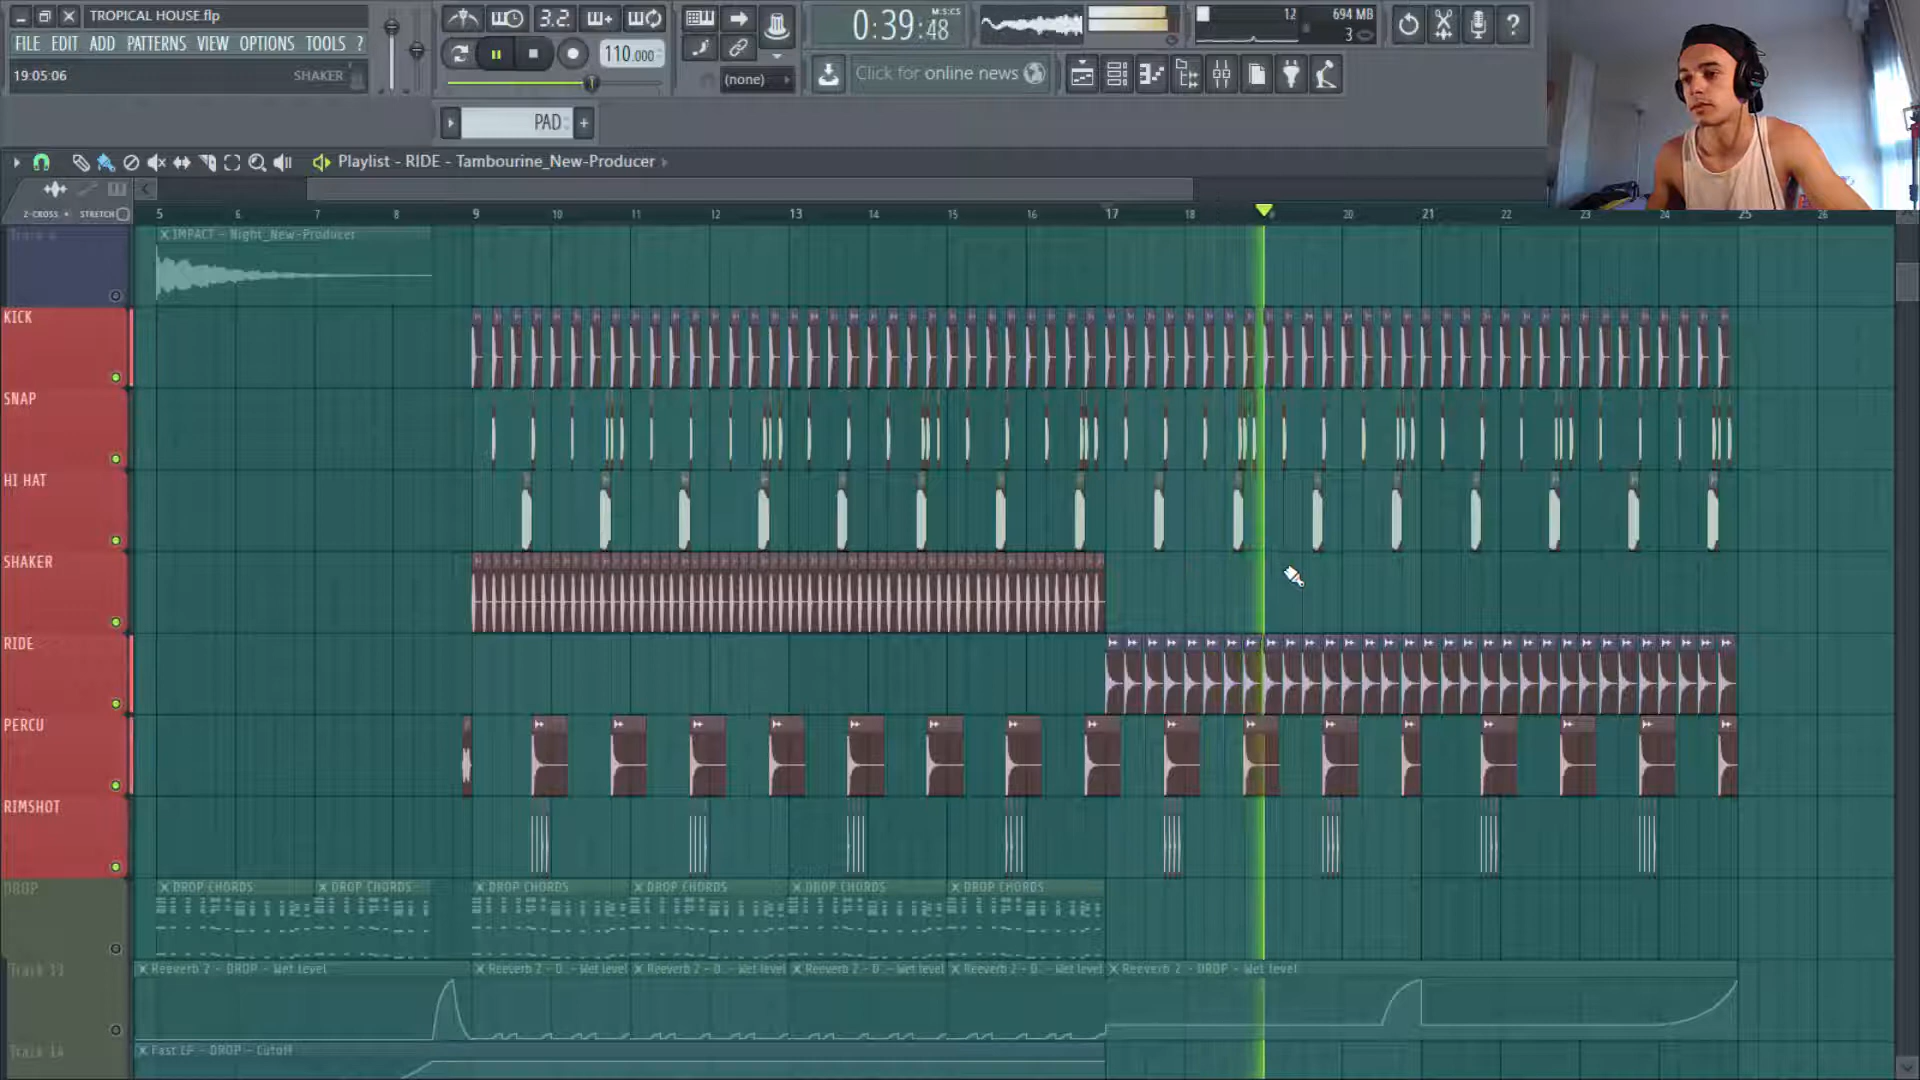 TROPICAL HOUSE.flp
FILE EDIT ADD PATTERNS VIEW OPTIONS TOOLS ?
19:05:06 SHAKER
3.2.
110.000
(none)
PAD
0:39:48
M:S:CS
12
694 MB
3
Click for online news
Playlist - RIDE - Tambourine_New-Producer
Z-CROSS STRETCH
5 6 7 8 9 10 11 12 13 14 15 16 17 18 20 21 22 23 24 25 26
IMPACT - Night_New-Producer
KICK
SNAP
HI HAT
SHAKER
RIDE
PERCU
RIMSHOT
DROP
DROP CHORDS DROP CHORDS DROP CHORDS DROP CHORDS DROP CHORDS DROP CHORDS
Track 13
Reeverb 2 - DROP - Wet level Reeverb 2 - D.. - Wet level Reeverb 2 - D.. - Wet level Reeverb 2 - D.. - Wet level Reeverb 2 - D.. - Wet level Reeverb 2 - DROP - Wet level
Track 14
Fast LP - DROP - Cutoff